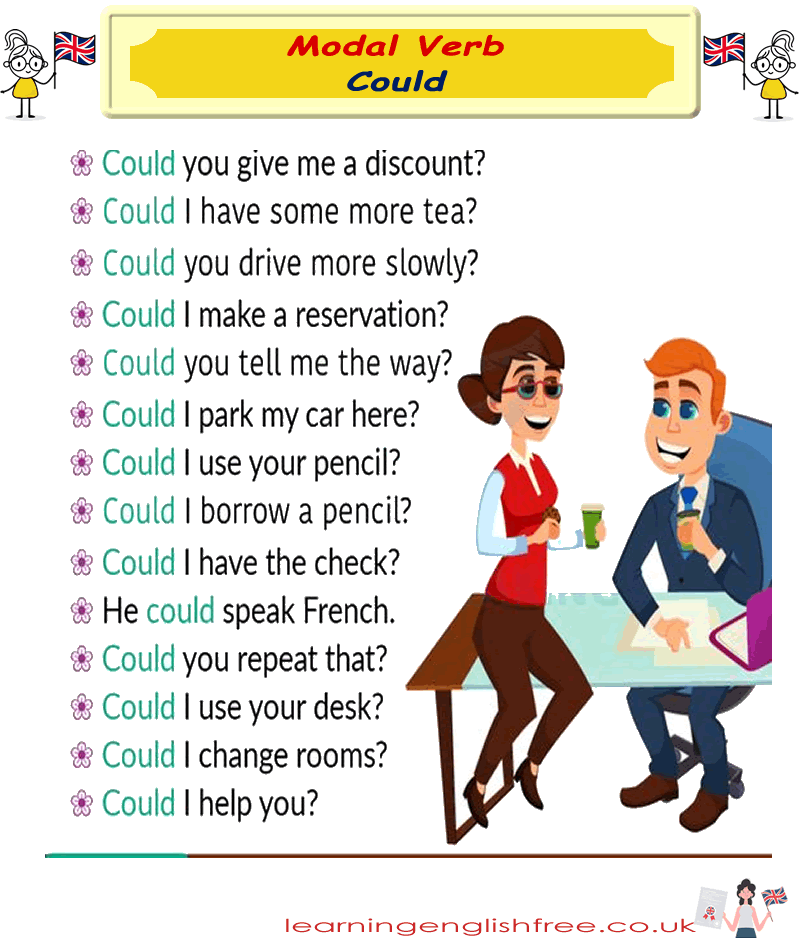 Modal Verb
Could
Could you give me a discount?
Could I have some more tea?
Could you drive more slowly?
Could I make a reservation?
Could you tell me the way?
Could I park my car here?
Could I use your pencil?
Could I borrow a pencil?
Could I have the check?
He could speak French.
Could you repeat that?
Could I use your desk?
Could I change rooms?
Could I help you?
learningenglishfree.co.uk